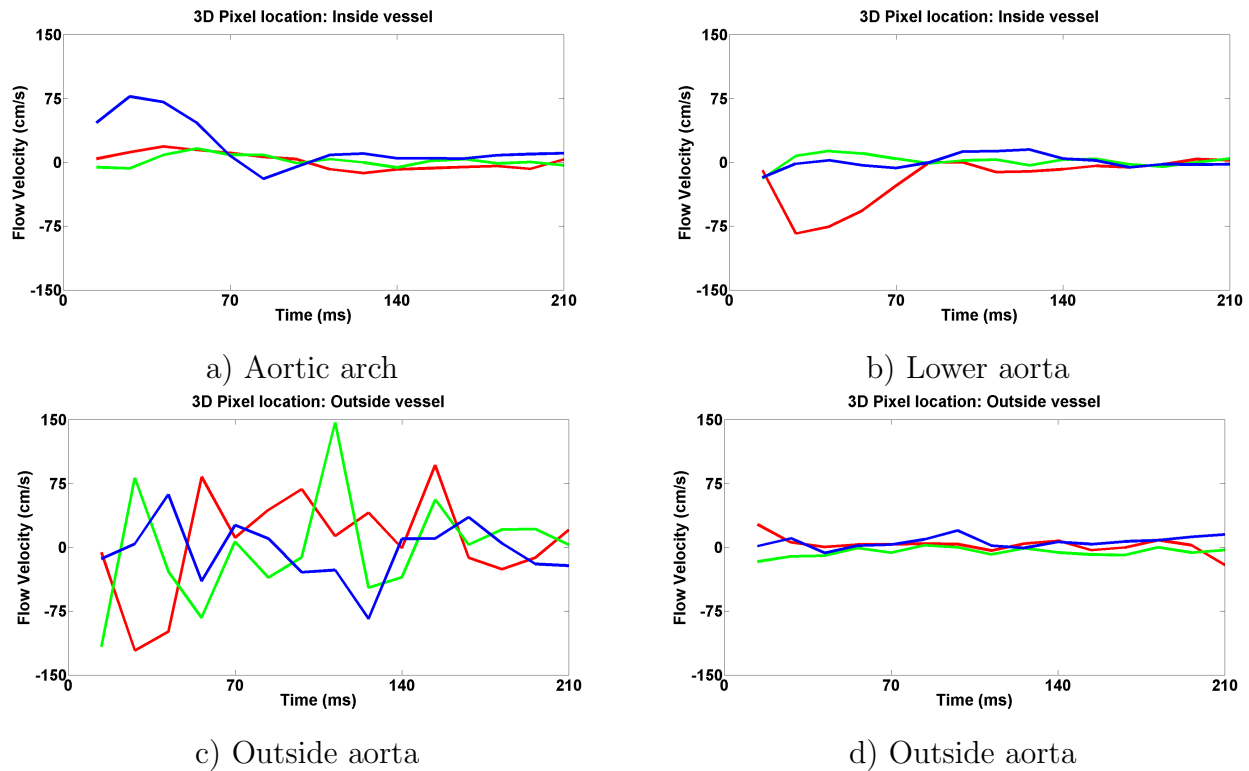 3D Pixel location: Inside vessel
150
75
0
-75
-150
Flow Velocity (cm/s)
0 70 140 210
Time (ms)
a) Aortic arch
3D Pixel location: Inside vessel
150
75
0
-75
-150
Flow Velocity (cm/s)
0 70 140 210
Time (ms)
b) Lower aorta
3D Pixel location: Outside vessel
150
75
0
-75
-150
Flow Velocity (cm/s)
0 70 140 210
Time (ms)
c) Outside aorta
3D Pixel location: Outside vessel
150
75
0
-75
-150
Flow Velocity (cm/s)
0 70 140 210
Time (ms)
d) Outside aorta